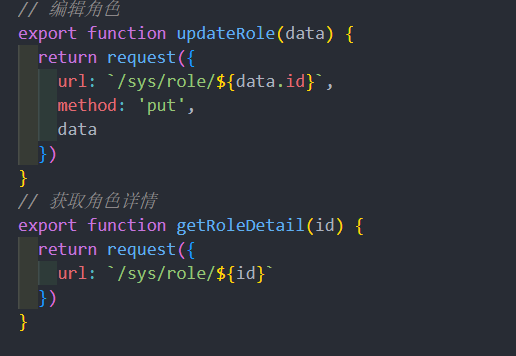 // 编辑角色
export function updateRole(data) {
  return request({
    url: `/sys/role/${data.id}`,
    method: 'put',
    data
  })
}
// 获取角色详情
export function getRoleDetail(id) {
  return request({
    url: `/sys/role/${id}`
  })
}